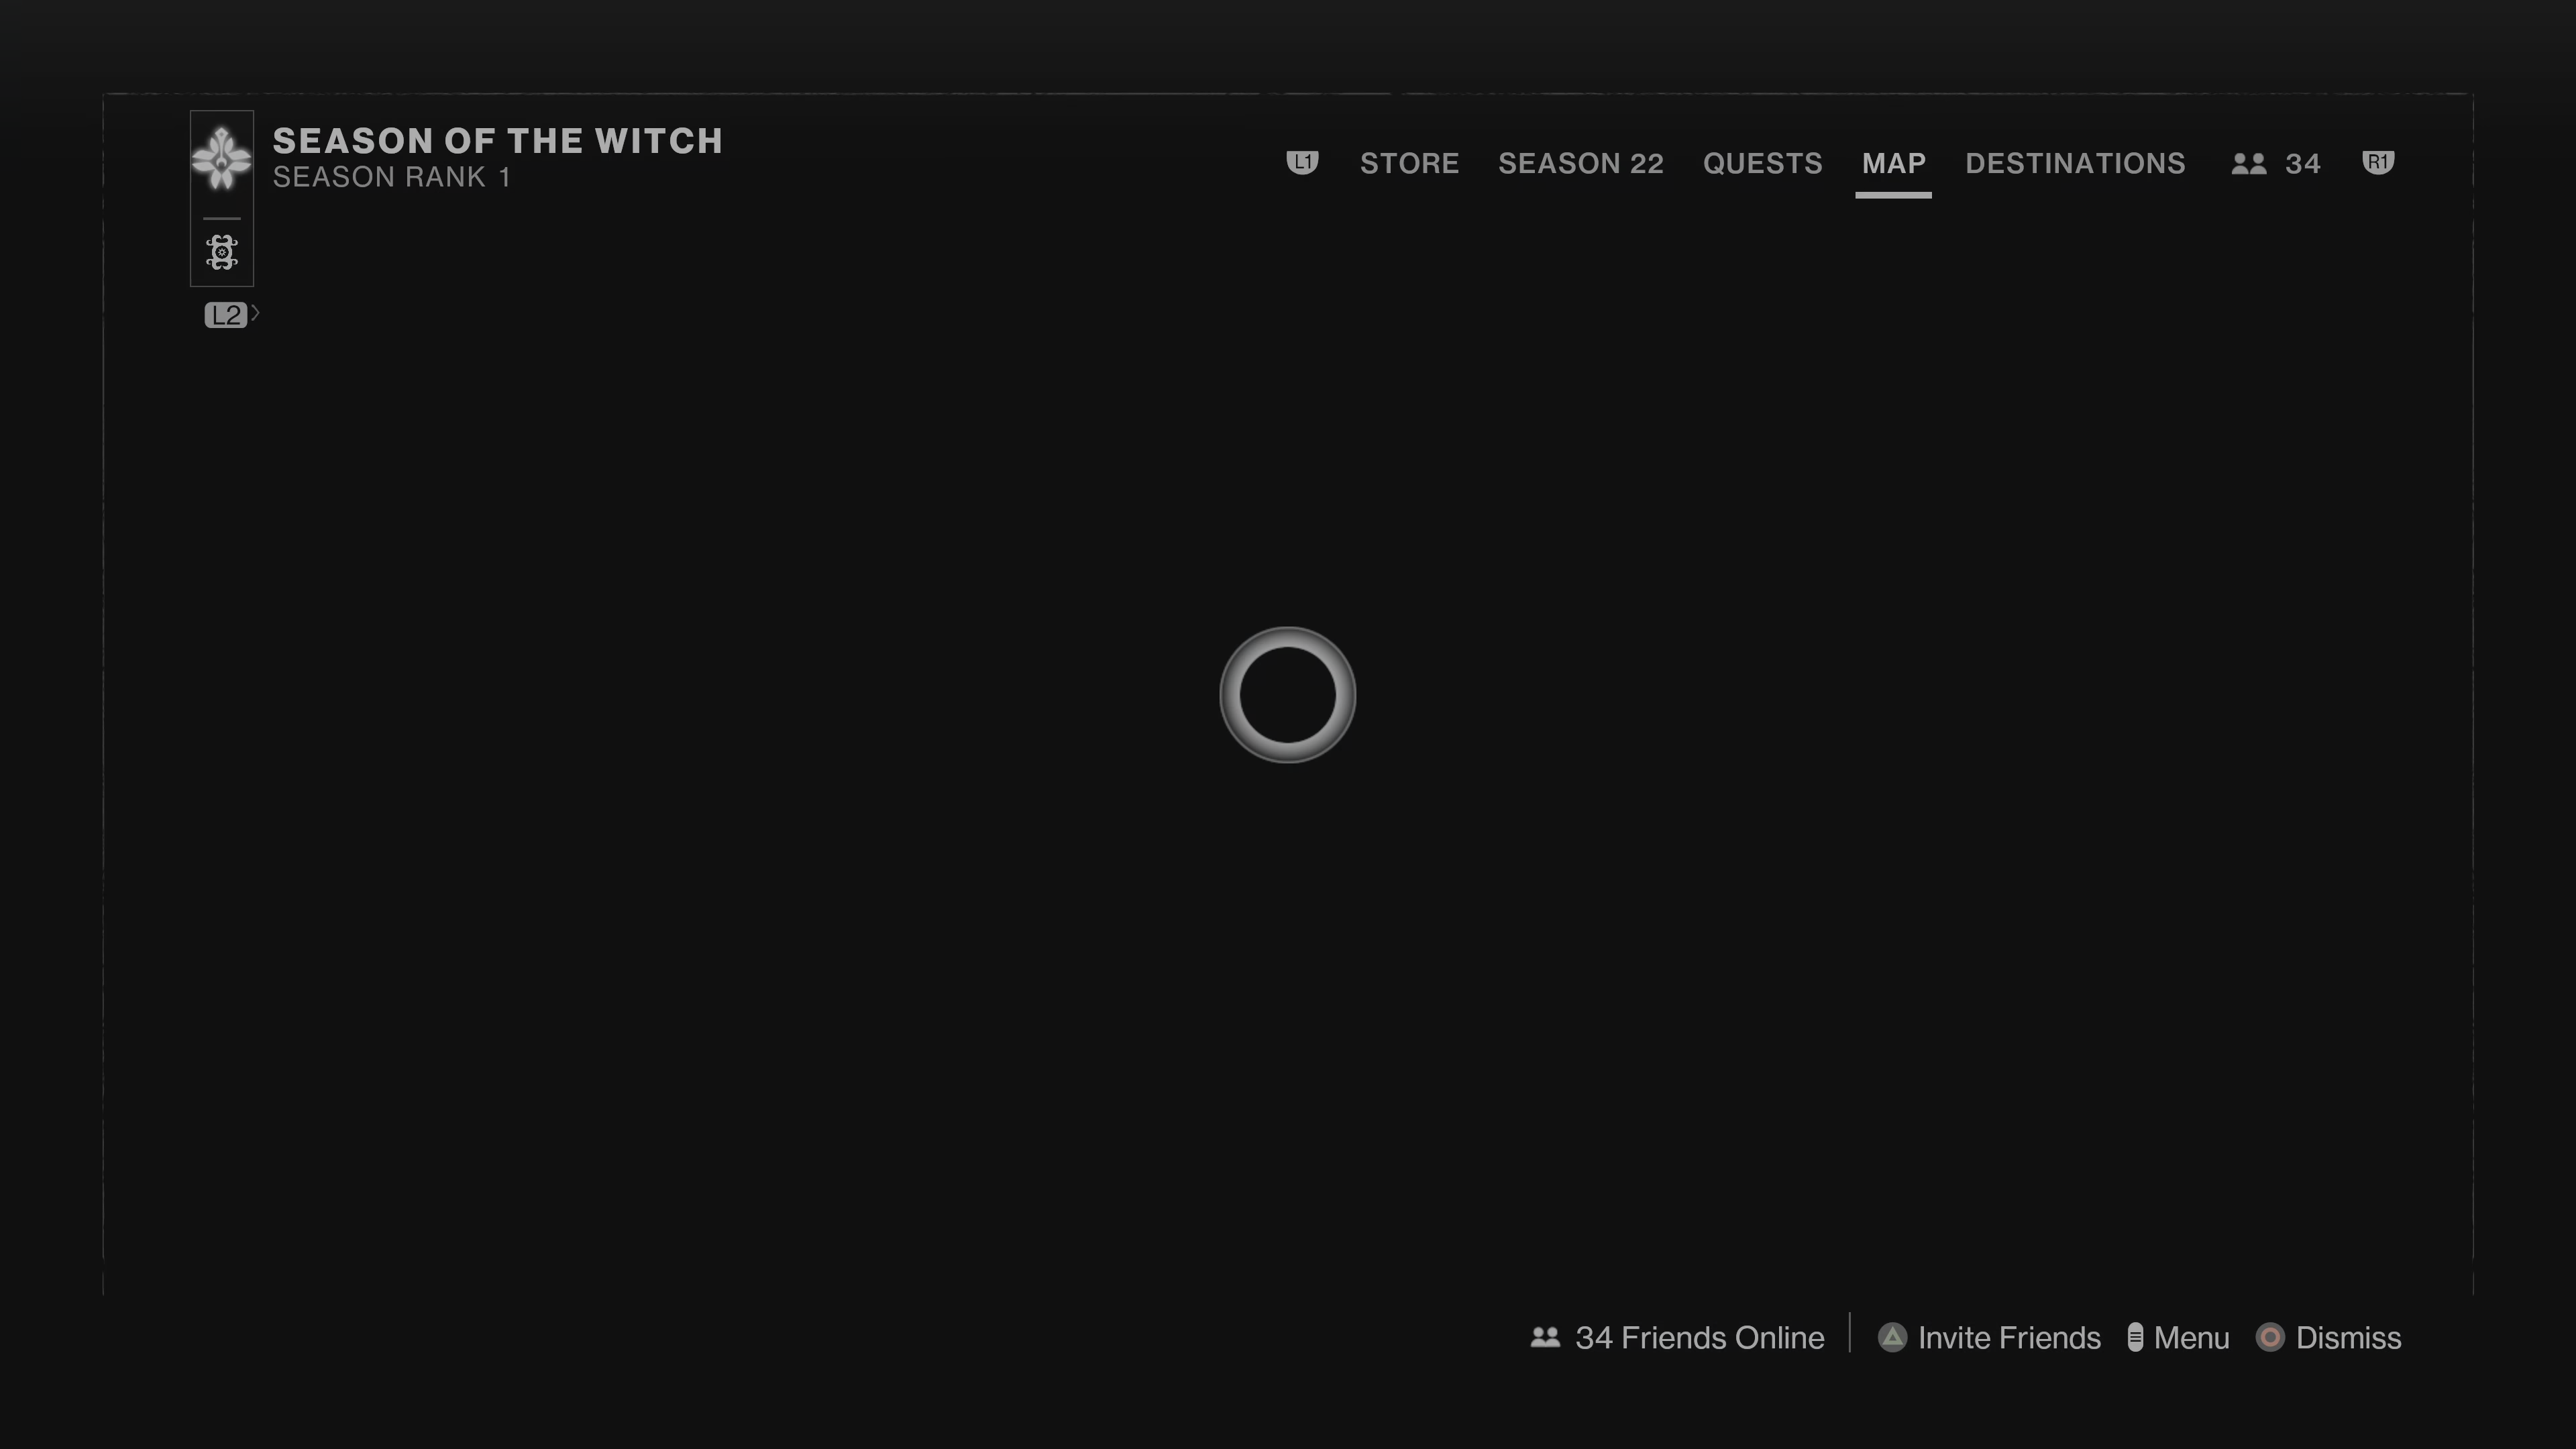 SEASON OF THE WITCH
SEASON RANK 1
L1 STORE SEASON 22 QUESTS MAP DESTINATIONS 34 R1
L2
34 Friends Online Invite Friends Menu Dismiss